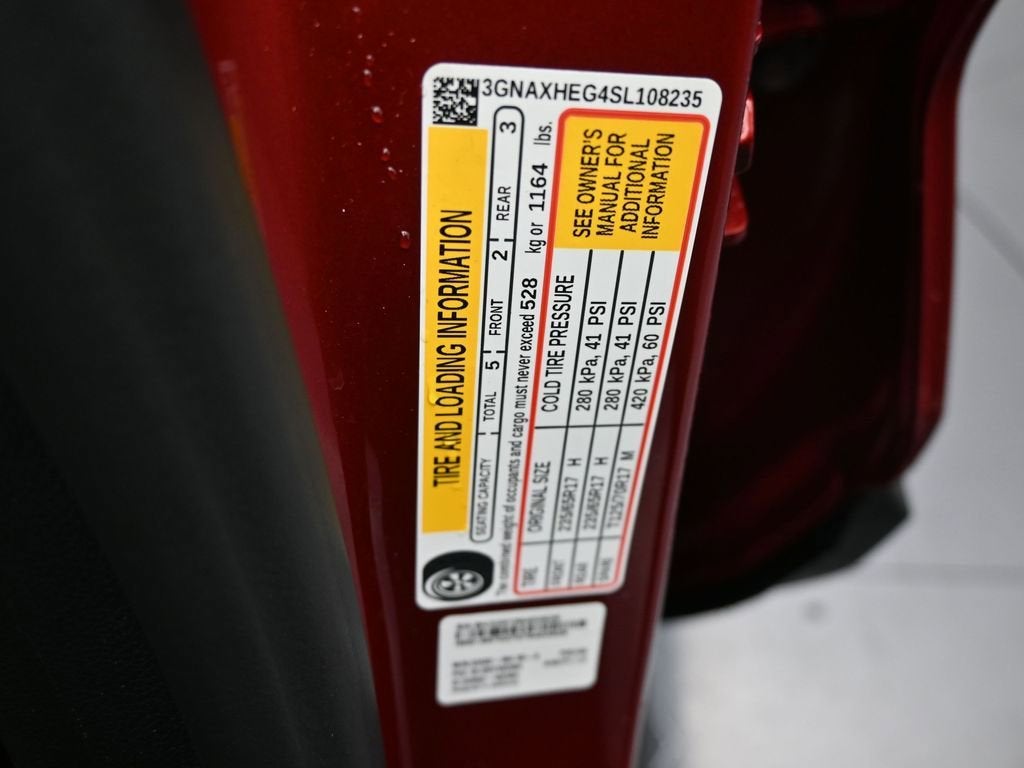 3GNAXHEG4SL108235
TIRE AND LOADING INFORMATION
SEATING CAPACITY TOTAL 5 FRONT 2 REAR 3
The combined weight of occupants and cargo must never exceed 528 kg or 1164 lbs.
TIRE ORIGINAL SIZE COLD TIRE PRESSURE
FRONT 225/65R17 H 280 kPa, 41 PSI
REAR 225/65R17 H 280 kPa, 41 PSI
SPARE T125/70R17 M 420 kPa, 60 PSI
SEE OWNER'S
MANUAL FOR
ADDITIONAL
INFORMATION